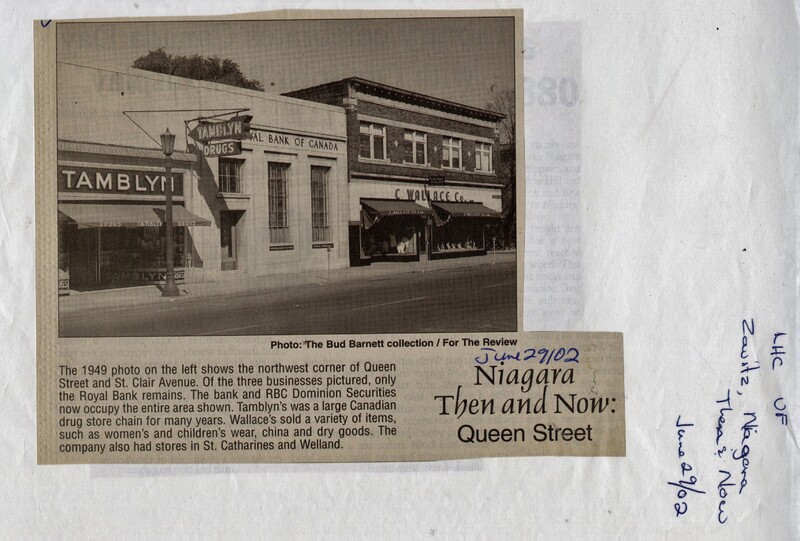 TAMBLYN
DRUGS
AL BANK OF CANADA
TAMBLYN
C. WALLACE Co.
DRUGS TAMBLYN DRUGS
TAMBLYN
Photo: The Bud Barnett collection / For The Review
The 1949 photo on the left shows the northwest corner of Queen
Street and St. Clair Avenue. Of the three businesses pictured, only
the Royal Bank remains. The bank and RBC Dominion Securities
now occupy the entire area shown. Tamblyn's was a large Canadian
drug store chain for many years. Wallace's sold a variety of items,
such as women's and children's wear, china and dry goods. The
company also had stores in St. Catharines and Welland.
June 29/02
Niagara
Then and Now:
Queen Street
LHC VF
Zavitz, Niagara
Then & Now
June 29/02